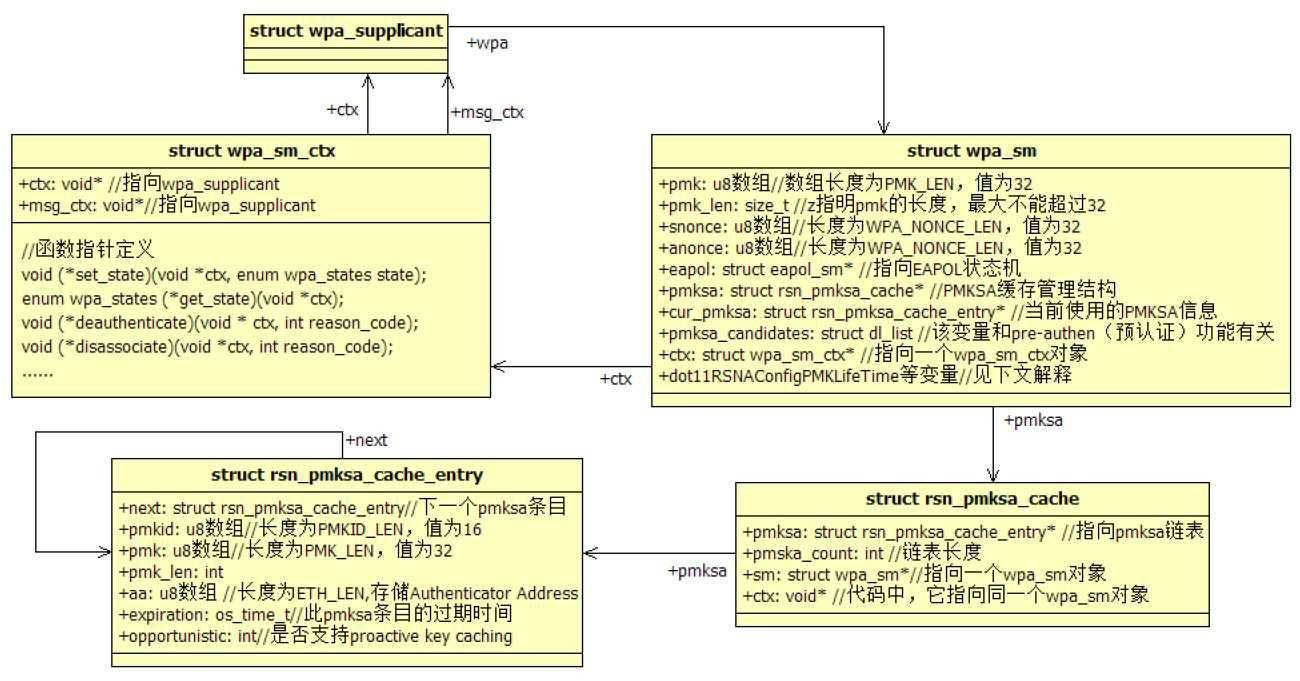 struct wpa_supplicant
+wpa
+ctx
+msg_ctx
struct wpa_sm_ctx
+ctx: void* //指向wpa_supplicant
+msg_ctx: void*//指向wpa_supplicant
//函数指针定义
void (*set_state)(void *ctx, enum wpa_states state);
enum wpa_states (*get_state)(void *ctx);
void (*deauthenticate)(void * ctx, int reason_code);
void (*disassociate)(void *ctx, int reason_code);
......
struct wpa_sm
+pmk: u8数组//数组长度为PMK_LEN，值为32
+pmk_len: size_t //z指明pmk的长度，最大不能超过32
+snonce: u8数组//长度为WPA_NONCE_LEN，值为32
+anonce: u8数组//长度为WPA_NONCE_LEN，值为32
+eapol: struct eapol_sm* //指向EAPOL状态机
+pmksa: struct rsn_pmksa_cache* //PMKSA缓存管理结构
+cur_pmksa: struct rsn_pmksa_cache_entry* //当前使用的PMKSA信息
+pmksa_candidates: struct dl_list //该变量和pre-authen（预认证）功能有关
+ctx: struct wpa_sm_ctx* //指向一个wpa_sm_ctx对象
+dot11RSNAConfigPMKLifeTime等变量//见下文解释
+ctx
+pmksa
+next
struct rsn_pmksa_cache_entry
+next: struct rsn_pmksa_cache_entry//下一个pmksa条目
+pmkid: u8数组//长度为PMKID_LEN，值为16
+pmk: u8数组//长度为PMK_LEN，值为32
+pmk_len: int
+aa: u8数组 //长度为ETH_LEN,存储Authenticator Address
+expiration: os_time_t//此pmksa条目的过期时间
+opportunistic: int//是否支持proactive key caching
+pmksa
struct rsn_pmksa_cache
+pmksa: struct rsn_pmksa_cache_entry* //指向pmksa链表
+pmska_count: int //链表长度
+sm: struct wpa_sm*//指向一个wpa_sm对象
+ctx: void* //代码中，它指向同一个wpa_sm对象